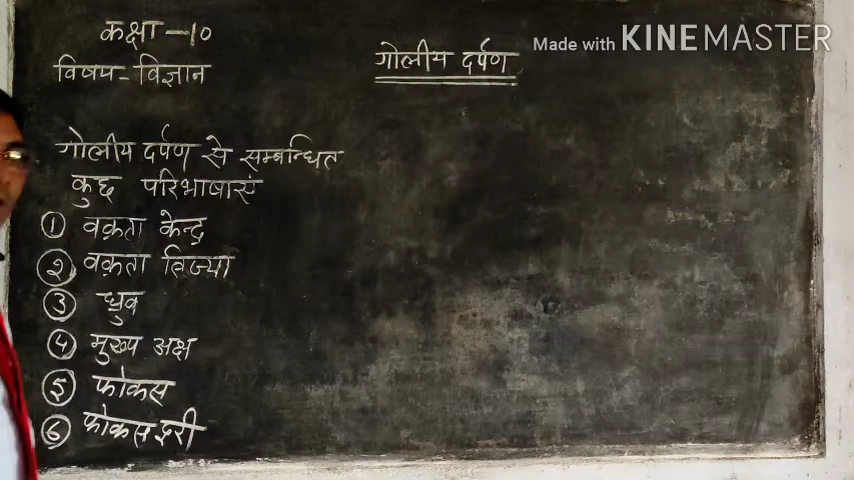 कक्षा -10
विषय - विज्ञान
गोलीय दर्पण
Made with KINEMASTER
गोलीय दर्पण से सम्बन्धित
कुछ परिभाषाएं
① वक्रता केन्द्र
② वक्रता त्रिज्या
③ ध्रुव
④ मुख्य अक्ष
⑤ फोकस
⑥ फोकस दूरी